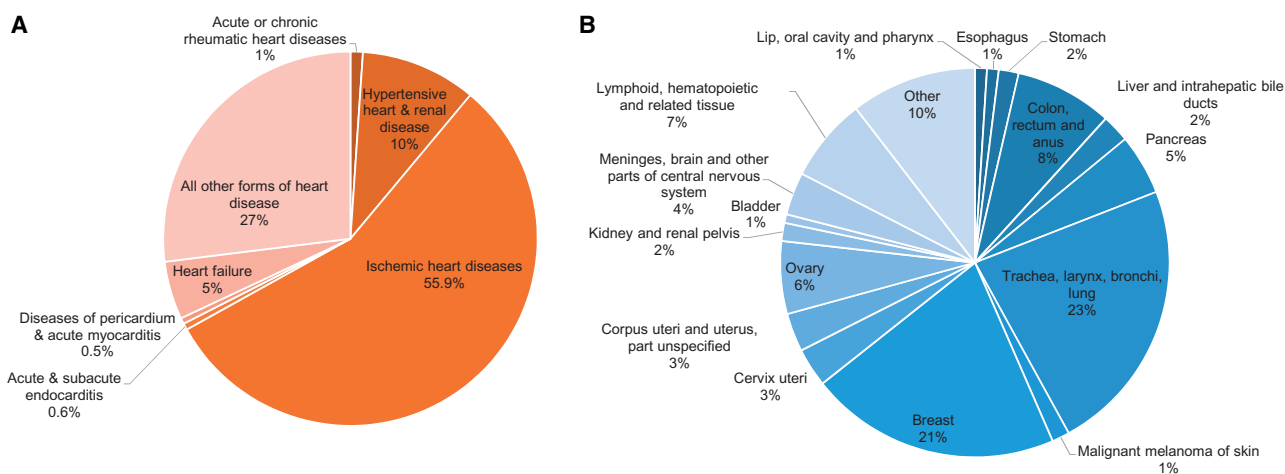 A
Acute or chronic
rheumatic heart diseases
1%
Hypertensive
heart & renal
disease
10%
Ischemic heart diseases
55.9%
All other forms of heart
disease
27%
Heart failure
5%
Diseases of pericardium
& acute myocarditis
0.5%
Acute & subacute
endocarditis
0.6%
B
Lip, oral cavity and pharynx
1%
Esophagus
1%
Stomach
2%
Colon,
rectum and
anus
8%
Liver and intrahepatic bile
ducts
2%
Pancreas
5%
Trachea, larynx, bronchi,
lung
23%
Malignant melanoma of skin
1%
Breast
21%
Cervix uteri
3%
Corpus uteri and uterus,
part unspecified
3%
Ovary
6%
Kidney and renal pelvis
2%
Bladder
1%
Meninges, brain and other
parts of central nervous
system
4%
Lymphoid, hematopoietic
and related tissue
7%
Other
10%